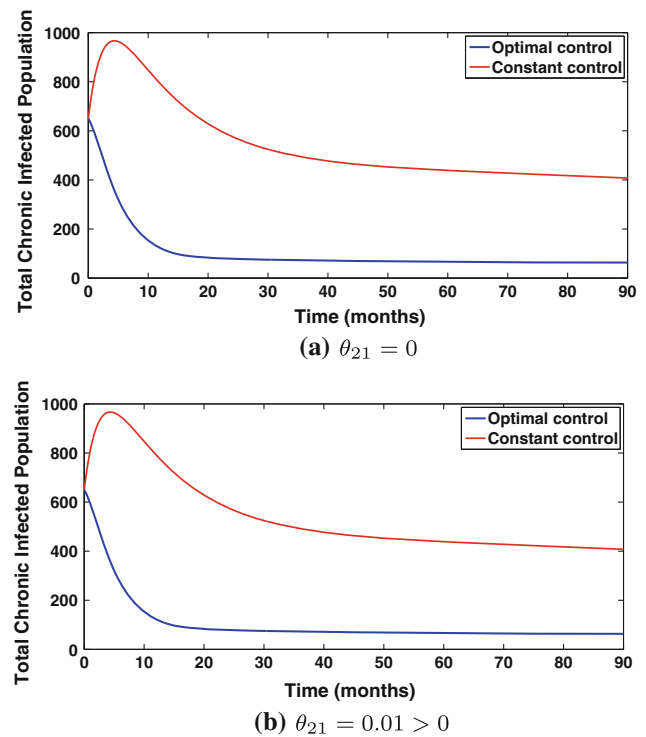 Total Chronic Infected Population
1000
800
600
400
200
0
Optimal control
Constant control
0 10 20 30 40 50 60 70 80 90
Time (months)
(a) θ₂₁ = 0
Total Chronic Infected Population
1000
800
600
400
200
0
Optimal control
Constant control
0 10 20 30 40 50 60 70 80 90
Time (months)
(b) θ₂₁ = 0.01 > 0